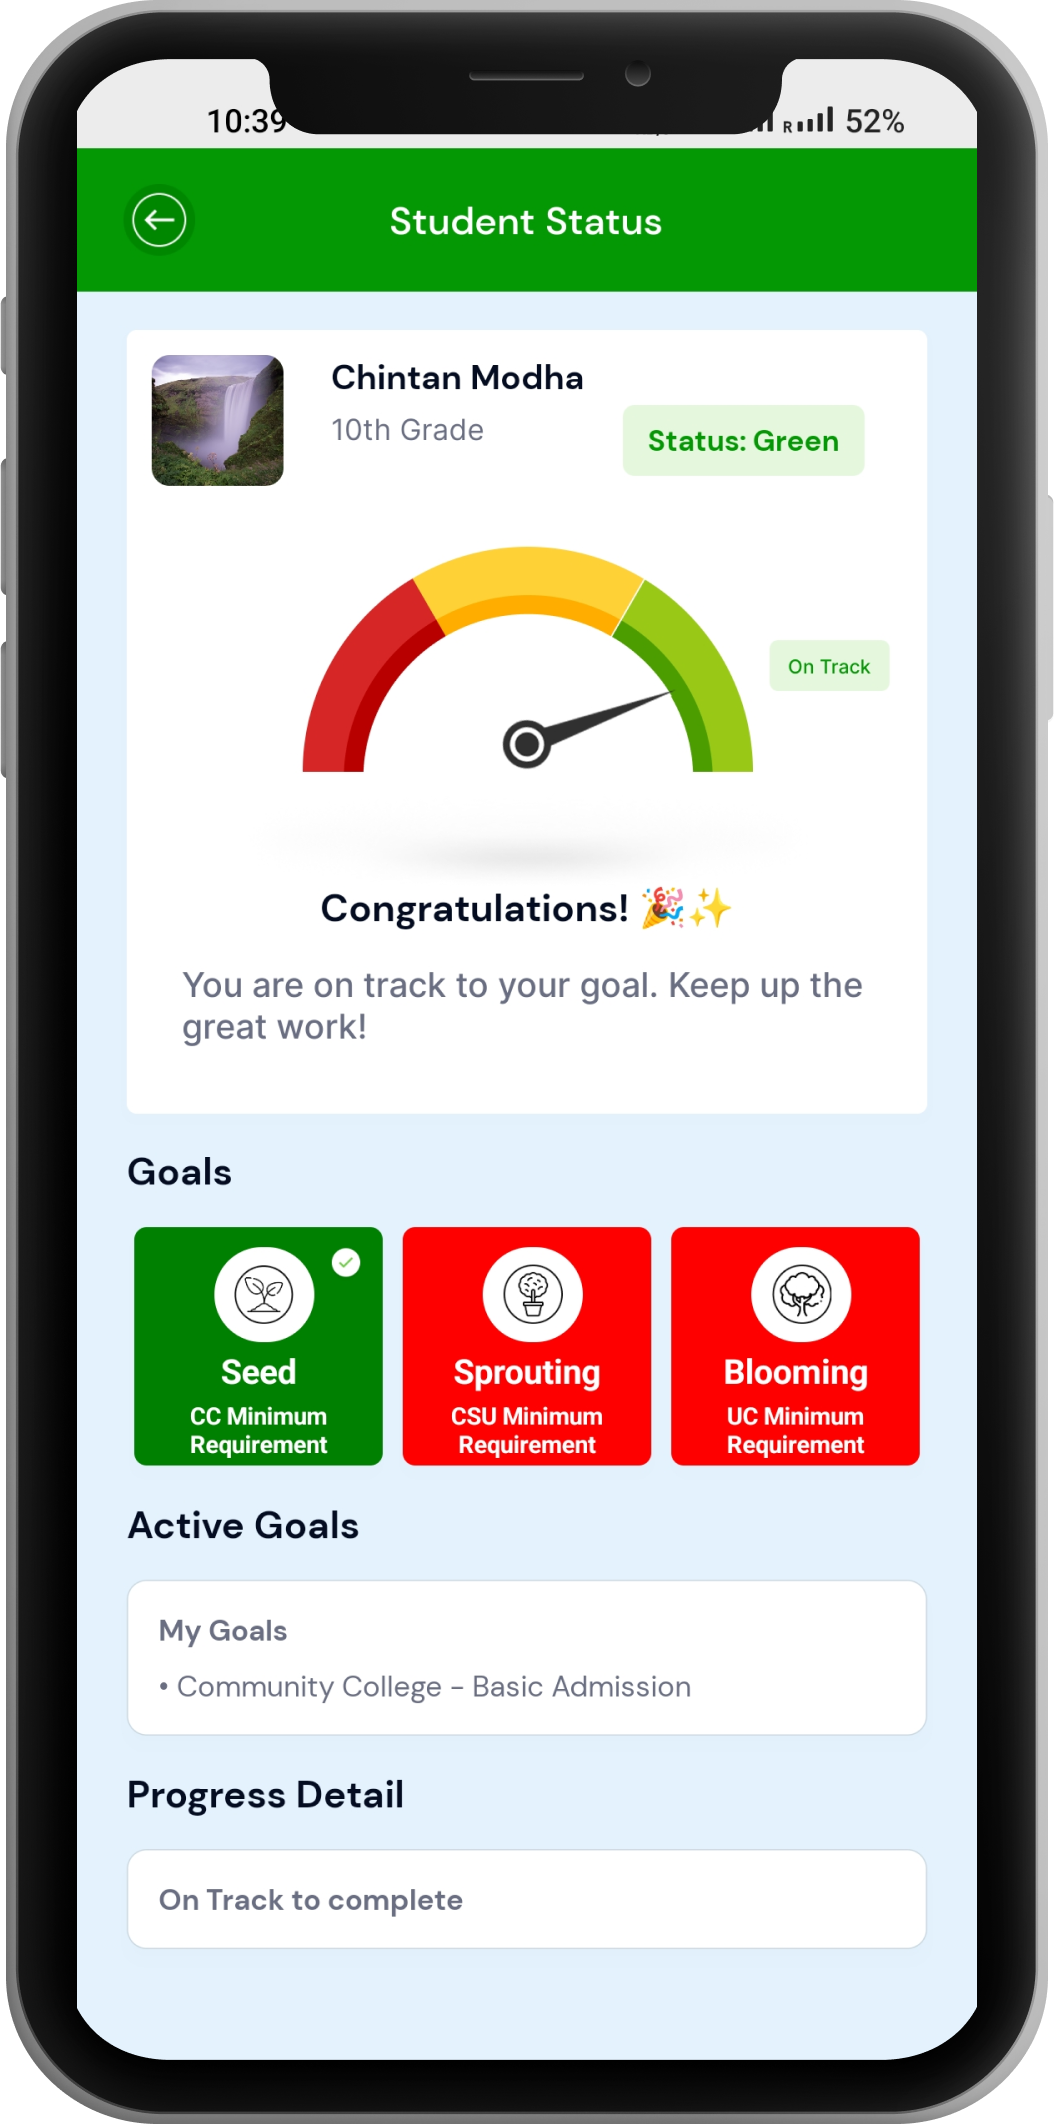 10:39
R 52%
Student Status
Chintan Modha
10th Grade
Status: Green
On Track
Congratulations! 🎉✨
You are on track to your goal. Keep up the
great work!
Goals
Seed
CC Minimum
Requirement
Sprouting
CSU Minimum
Requirement
Blooming
UC Minimum
Requirement
Active Goals
My Goals
• Community College - Basic Admission
Progress Detail
On Track to complete